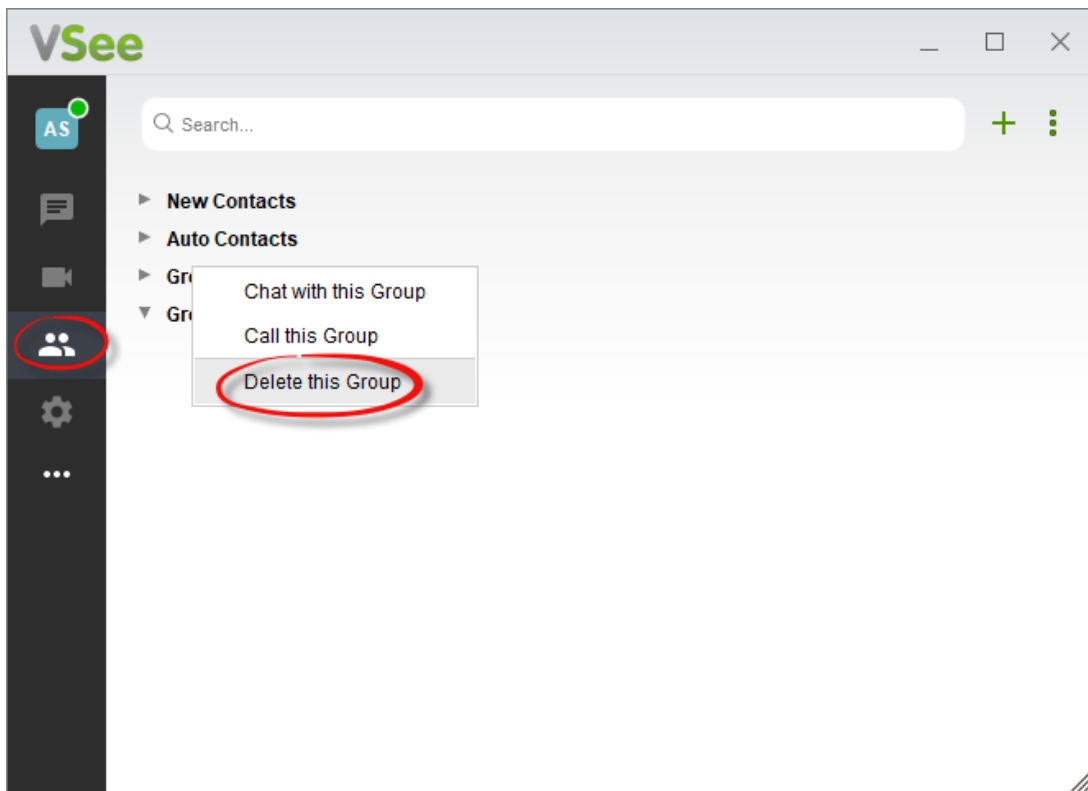 VSee
AS
Search...
New Contacts
Auto Contacts
Gr
Chat with this Group
Gr
Call this Group
Delete this Group